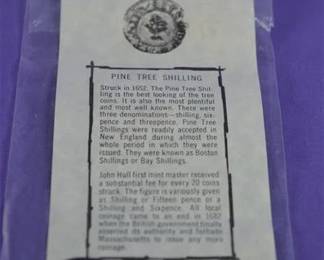 PINE TREE SHILLING
Struck in 1652. The Pine Tree Shil-
ling is the best looking of the tree
coins. It is also the most plentiful
and most well known. There were
three denominations—shilling, six-
pence and threepence. Pine Tree
Shillings were readily accepted in
New England during almost the
whole period in which they were
issued. They were known as Boston
Shillings or Bay Shillings.
John Hull first mint master received
a substantial fee for every 20 coins
struck. The figure is variously given
as Shilling or Fifteen pence or a
Shilling and Sixpence. All local
coinage came to an end in 1682
when the British government finally
asserted its authority and forbade
Massachusetts to issue any more
coinage.